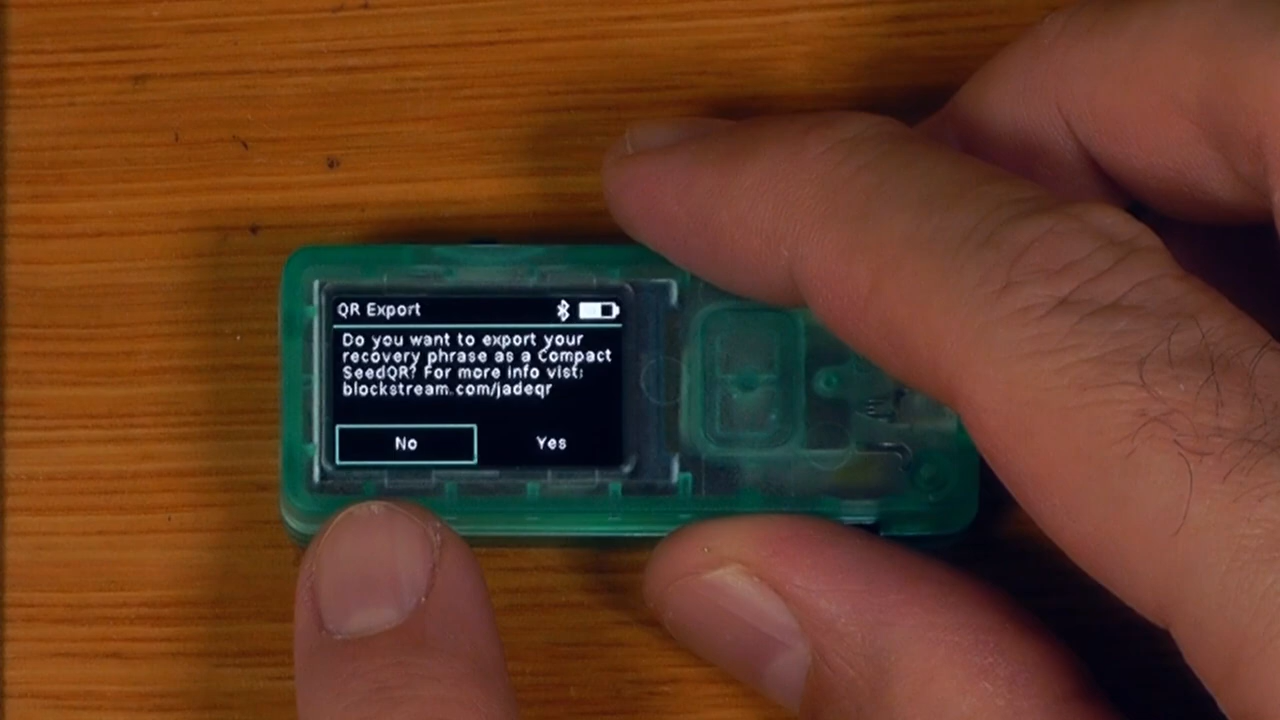 QR Export
Do you want to export your
recovery phrase as a Compact
SeedQR? For more info vist:
blockstream.com/jadeqr
No
Yes